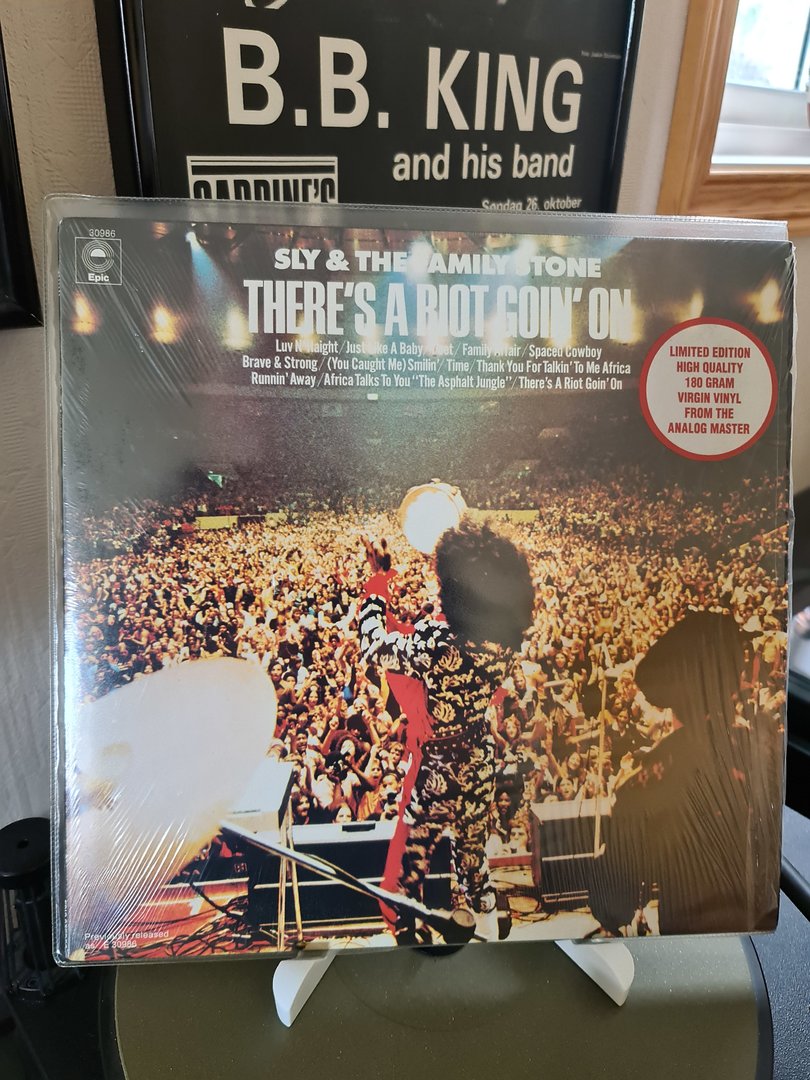 B.B. KING
and his band
SARDINE'S
Søndag 26. oktober
30986
Epic
SLY & THE FAMILY STONE
THERE'S A RIOT GOIN' ON
Luv N' Haight / Just Like A Baby / Poet / Family Affair / Spaced Cowboy
Brave & Strong / (You Caught Me) Smilin' / Time / Thank You For Talkin' To Me Africa
Runnin' Away / Africa Talks To You "The Asphalt Jungle" / There's A Riot Goin' On
LIMITED EDITION
HIGH QUALITY
180 GRAM
VIRGIN VINYL
FROM THE
ANALOG MASTER
Previously released
as E 30986